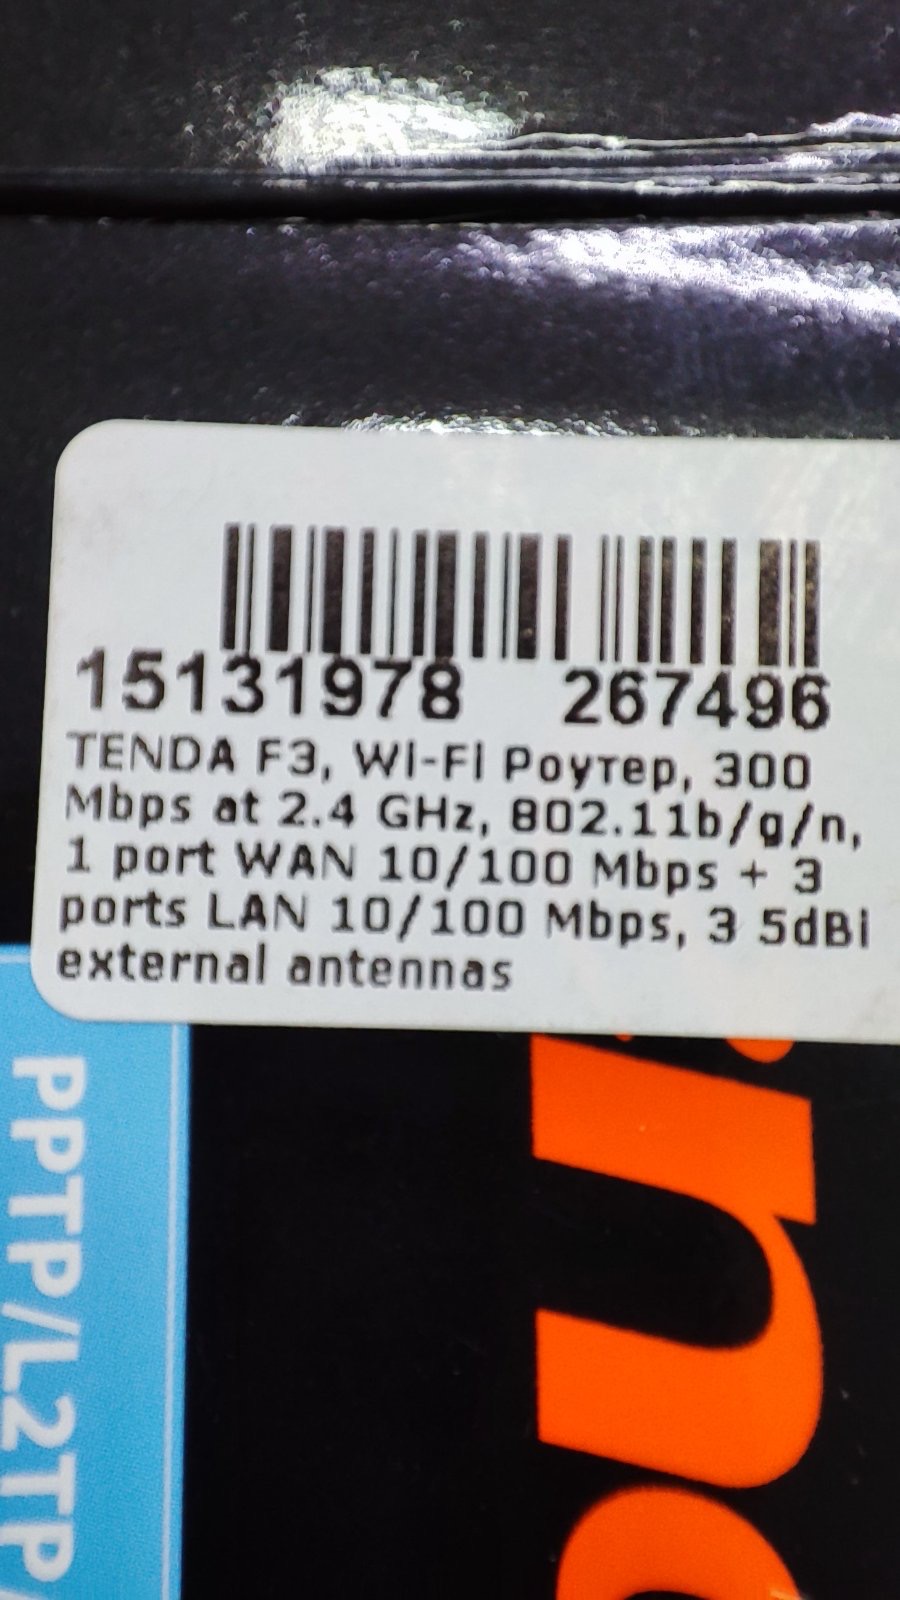 15131978 267496
TENDA F3, Wi-Fi Роутер, 300
Mbps at 2.4 GHz, 802.11b/g/n,
1 port WAN 10/100 Mbps + 3
ports LAN 10/100 Mbps, 3 5dBi
external antennas
PPTP/L2TP/